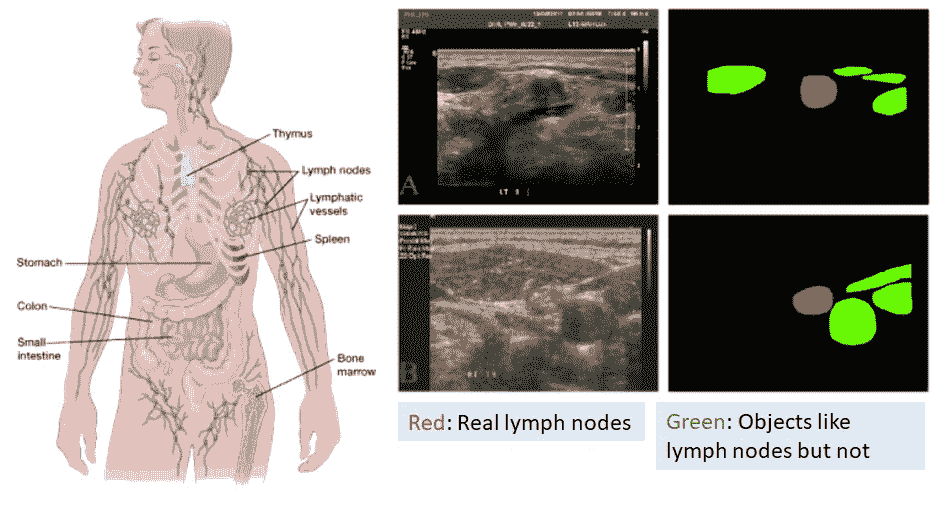 Thymus
Lymph nodes
Lymphatic
vessels
Spleen
Stomach
Colon
Small
intestine
Bone
marrow
A
LT
B
Red: Real lymph nodes
Green: Objects like
lymph nodes but not